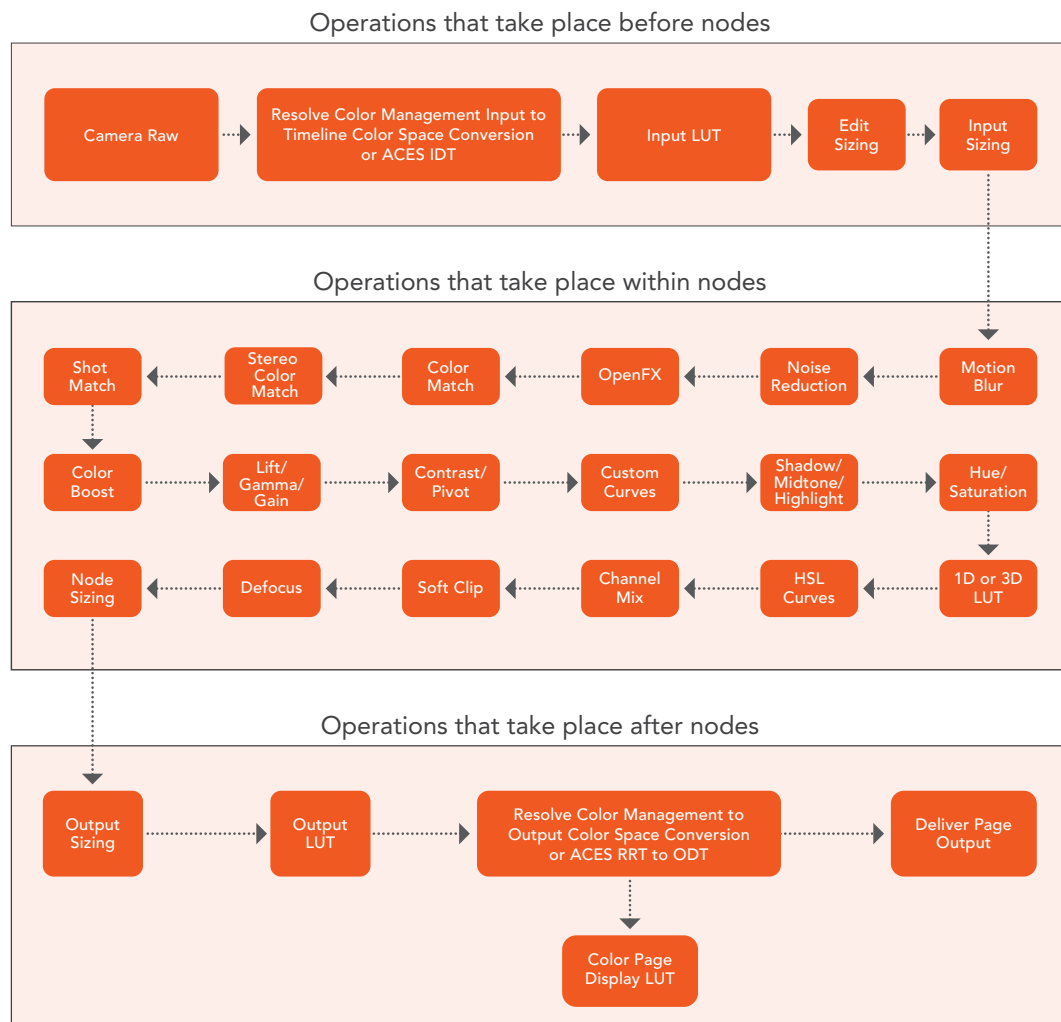 Operations that take place before nodes
Camera Raw
Resolve Color Management Input to
Timeline Color Space Conversion
or ACES IDT
Input LUT
Edit
Sizing
Input
Sizing
Operations that take place within nodes
Shot
Match
Stereo
Color
Match
Color
Match
OpenFX
Noise
Reduction
Motion
Blur
Color
Boost
Lift/
Gamma/
Gain
Contrast/
Pivot
Custom
Curves
Shadow/
Midtone/
Highlight
Hue/
Saturation
Node
Sizing
Defocus
Soft Clip
Channel
Mix
HSL
Curves
1D or 3D
LUT
Operations that take place after nodes
Output
Sizing
Output
LUT
Resolve Color Management to
Output Color Space Conversion
or ACES RRT to ODT
Deliver Page
Output
Color Page
Display LUT